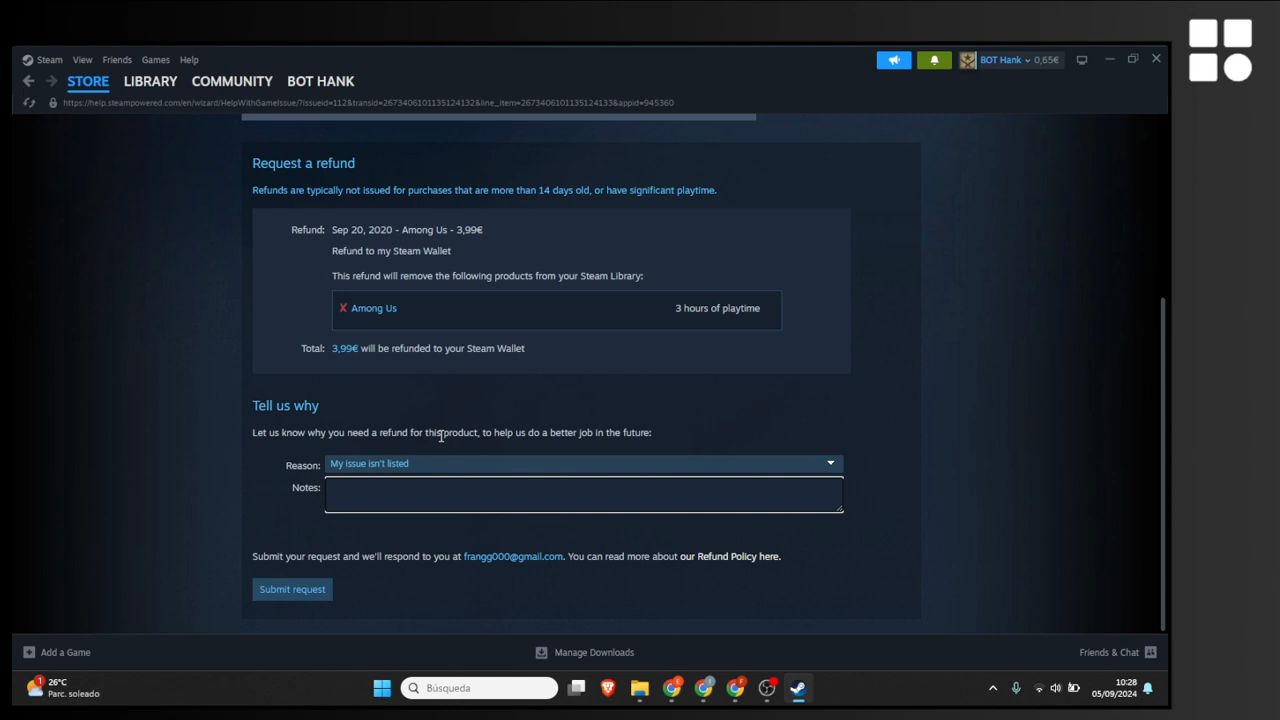 Steam View Friends Games Help
BOT Hank 0,65€
STORE LIBRARY COMMUNITY BOT HANK
https://help.steampowered.com/en/wizard/HelpWithGameIssue/?issueid=112&transid=2673406101135124132&line_item=2673406101135124133&appid=945360
Request a refund
Refunds are typically not issued for purchases that are more than 14 days old, or have significant playtime.
Refund: Sep 20, 2020 - Among Us - 3,99€
Refund to my Steam Wallet
This refund will remove the following products from your Steam Library:
X Among Us 3 hours of playtime
Total: 3,99€ will be refunded to your Steam Wallet
Tell us why
Let us know why you need a refund for this product, to help us do a better job in the future:
Reason: My issue isn't listed
Notes:
Submit your request and we'll respond to you at frangg000@gmail.com. You can read more about our Refund Policy here.
Submit request
Add a Game Manage Downloads Friends & Chat
1 26°C
Parc. soleado
Búsqueda
10:28
05/09/2024